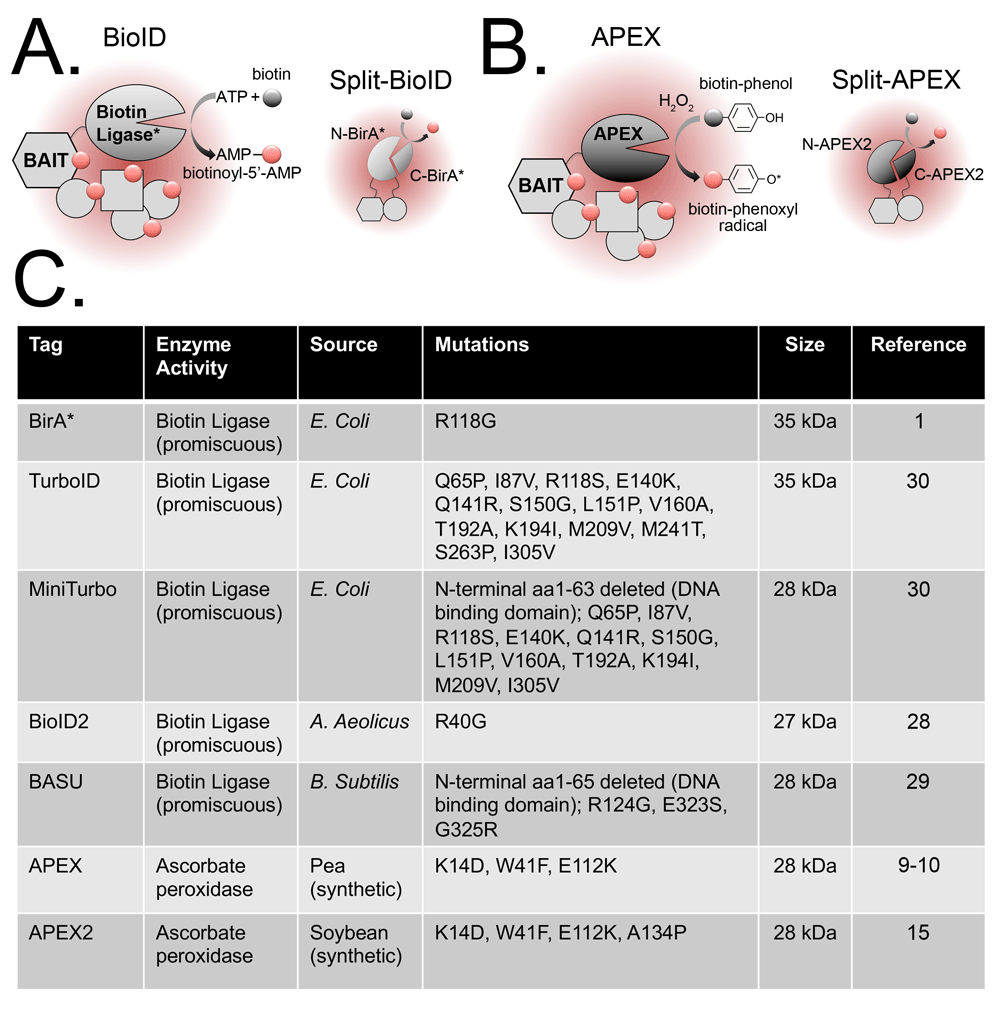 A.
BioID
biotin
ATP +
Biotin
Ligase*
BAIT
AMP
biotinoyl-5'-AMP
Split-BioID
N-BirA*
C-BirA*
B.
APEX
biotin-phenol
H2O2
OH
APEX
BAIT
O*
biotin-phenoxyl
radical
Split-APEX
N-APEX2
C-APEX2
C.
Tag Enzyme Activity Source Mutations Size Reference
BirA* Biotin Ligase (promiscuous) E. Coli R118G 35 kDa 1
TurboID Biotin Ligase (promiscuous) E. Coli Q65P, I87V, R118S, E140K,
Q141R, S150G, L151P, V160A,
T192A, K194I, M209V, M241T,
S263P, I305V 35 kDa 30
MiniTurbo Biotin Ligase (promiscuous) E. Coli N-terminal aa1-63 deleted (DNA
binding domain); Q65P, I87V,
R118S, E140K, Q141R, S150G,
L151P, V160A, T192A, K194I,
M209V, I305V 28 kDa 30
BioID2 Biotin Ligase (promiscuous) A. Aeolicus R40G 27 kDa 28
BASU Biotin Ligase (promiscuous) B. Subtilis N-terminal aa1-65 deleted (DNA
binding domain); R124G, E323S,
G325R 28 kDa 29
APEX Ascorbate peroxidase Pea (synthetic) K14D, W41F, E112K 28 kDa 9-10
APEX2 Ascorbate peroxidase Soybean (synthetic) K14D, W41F, E112K, A134P 28 kDa 15